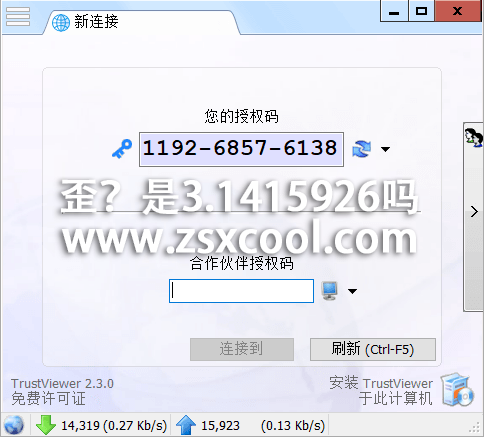 新连接
您的授权码
1192-6857-6138
歪？是3.1415926吗
www.zsxcool.com
合作伙伴授权码
连接到
刷新 (Ctrl-F5)
TrustViewer 2.3.0
免费许可证
安装 TrustViewer
于此计算机
14,319 (0.27 Kb/s)
15,923 (0.13 Kb/s)